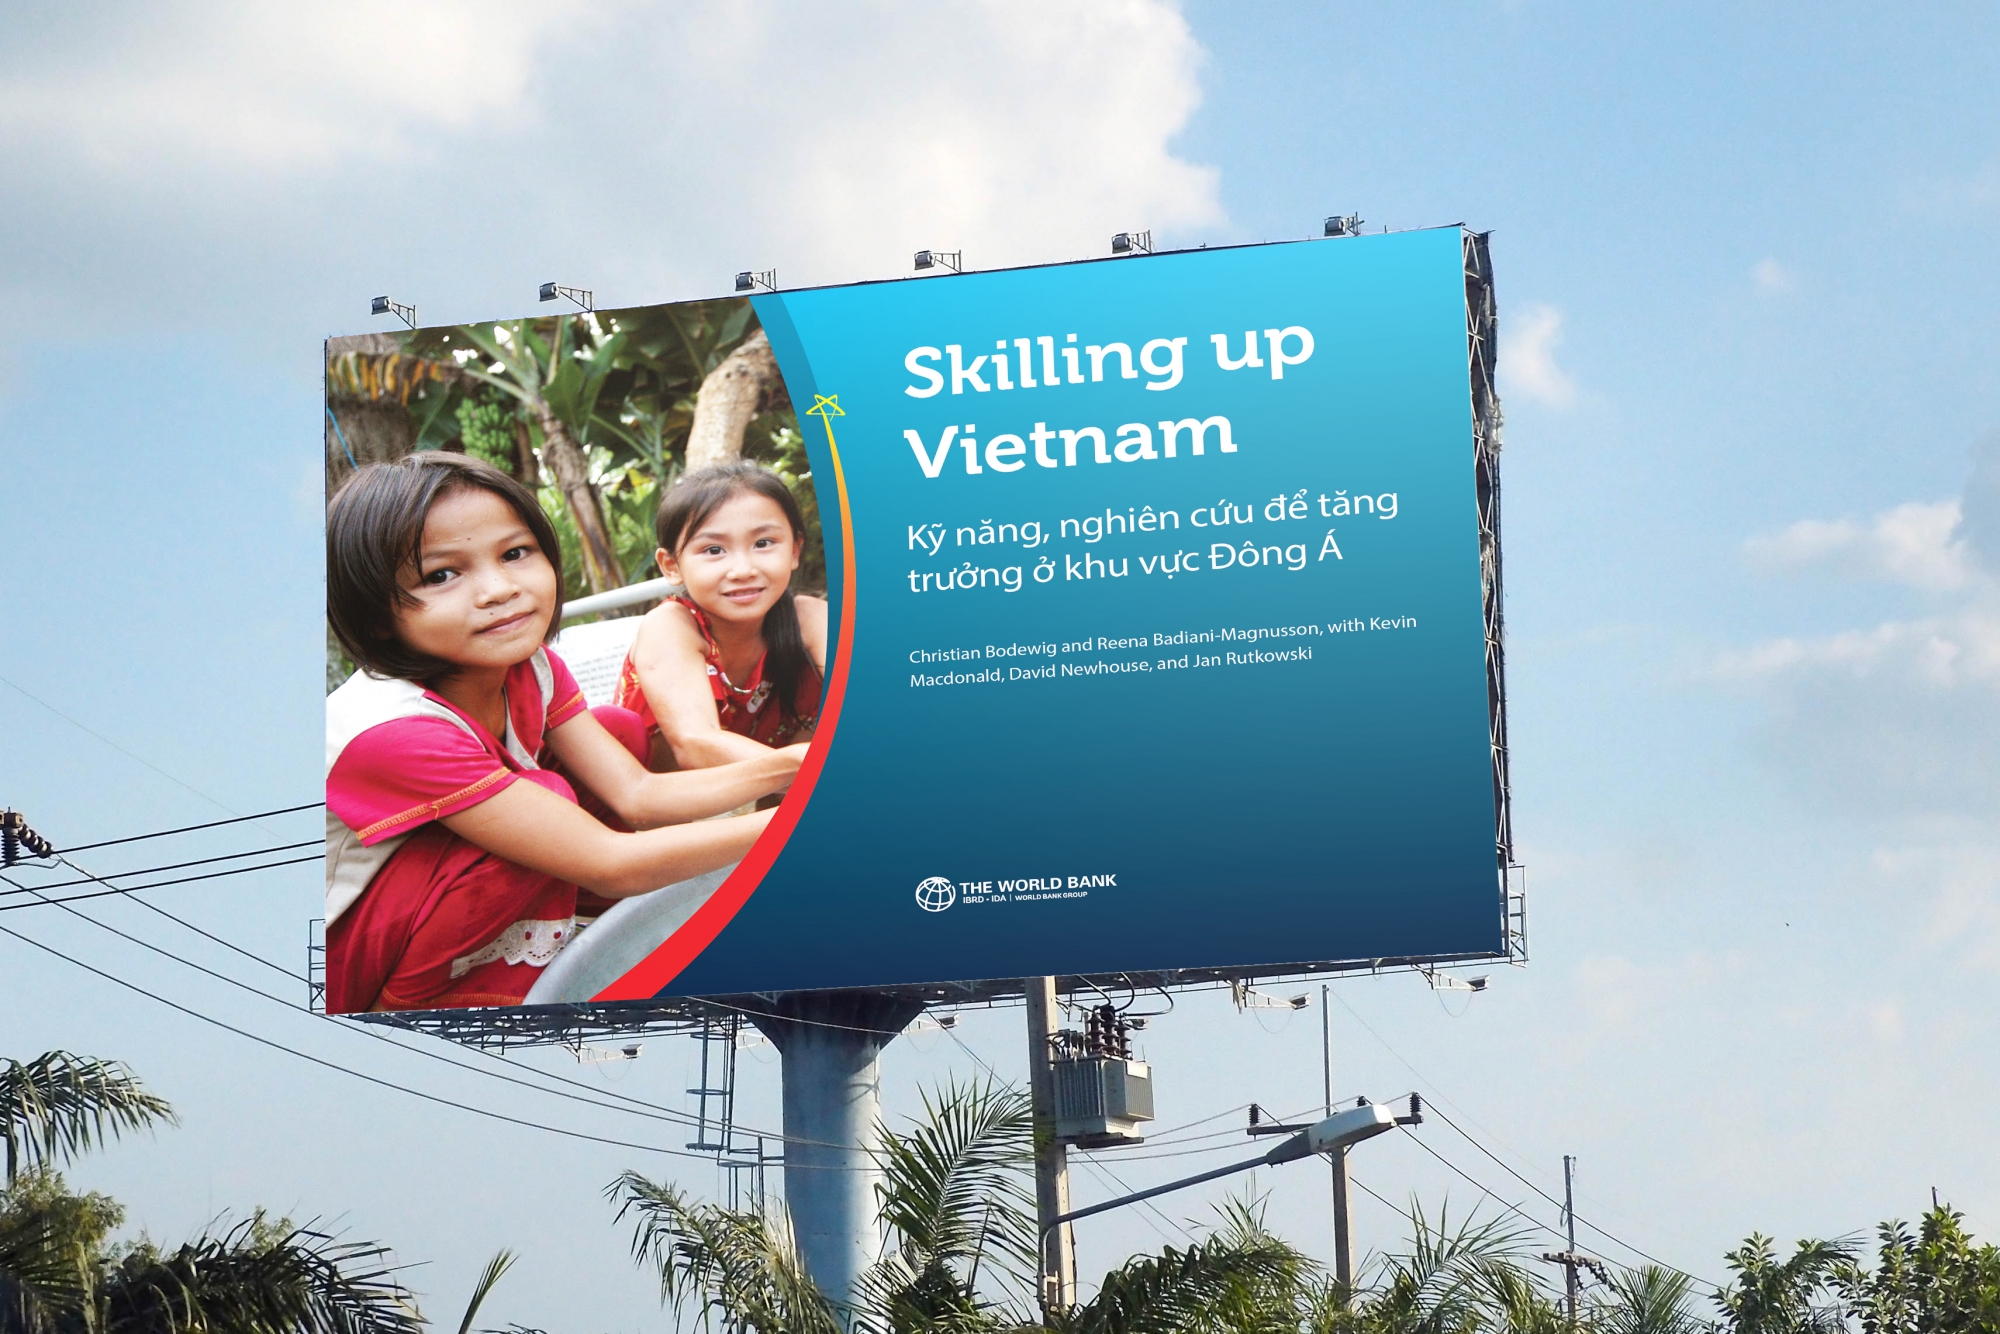 Skilling up
Vietnam
Kỹ năng, nghiên cứu để tăng
trưởng ở khu vực Đông Á
Christian Bodewig and Reena Badiani-Magnusson, with Kevin
Macdonald, David Newhouse, and Jan Rutkowski
THE WORLD BANK
IBRD • IDA | WORLD BANK GROUP